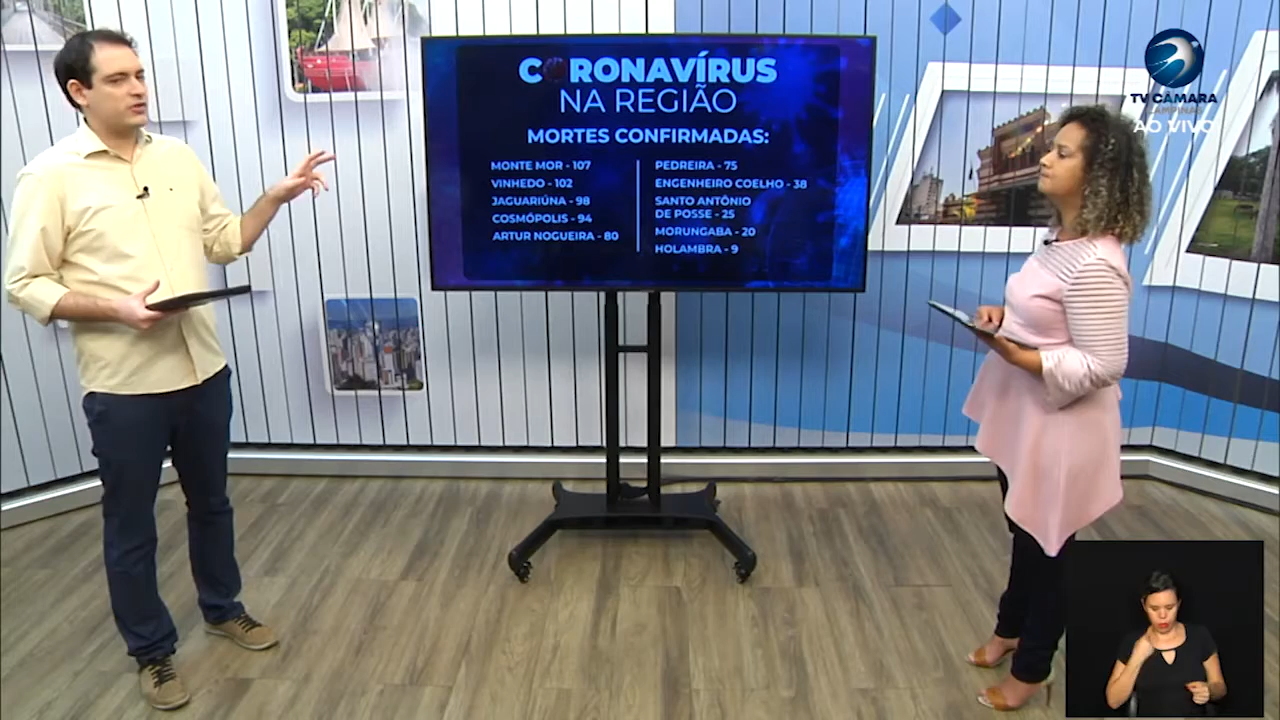 CORONAVÍRUS
NA REGIÃO
MORTES CONFIRMADAS:
MONTE MOR - 107
VINHEDO - 102
JAGUARIÚNA - 98
COSMÓPOLIS - 94
ARTUR NOGUEIRA - 80
PEDREIRA - 75
ENGENHEIRO COELHO - 38
SANTO ANTÔNIO
DE POSSE - 25
MORUNGABA - 20
HOLAMBRA - 9
TV CÂMARA
CAMPINAS
AO VIVO